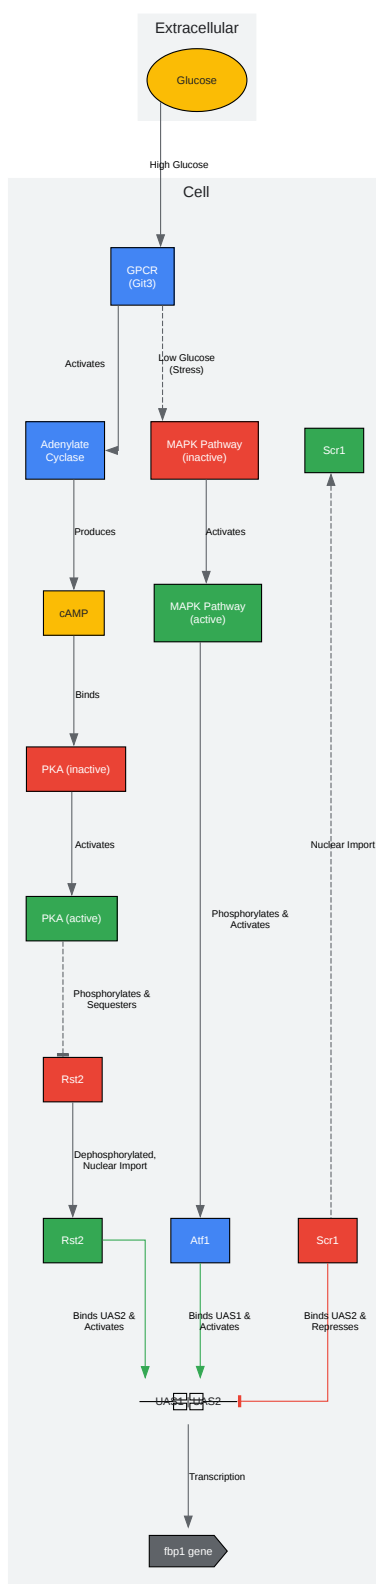 Extracellular
Glucose
High Glucose
Cell
GPCR
(Git3)
Activates
Low Glucose
(Stress)
Adenylate
Cyclase
MAPK Pathway
(inactive)
Scr1
Produces
Activates
cAMP
MAPK Pathway
(active)
Binds
PKA (inactive)
Activates
Nuclear Import
PKA (active)
Phosphorylates &
Activates
Phosphorylates &
Sequesters
Rst2
Dephosphorylated,
Nuclear Import
Rst2
Atf1
Scr1
Binds UAS2 &
Activates
Binds UAS1 &
Activates
Binds UAS2 &
Represses
UAS1 UAS2
Transcription
fbp1 gene